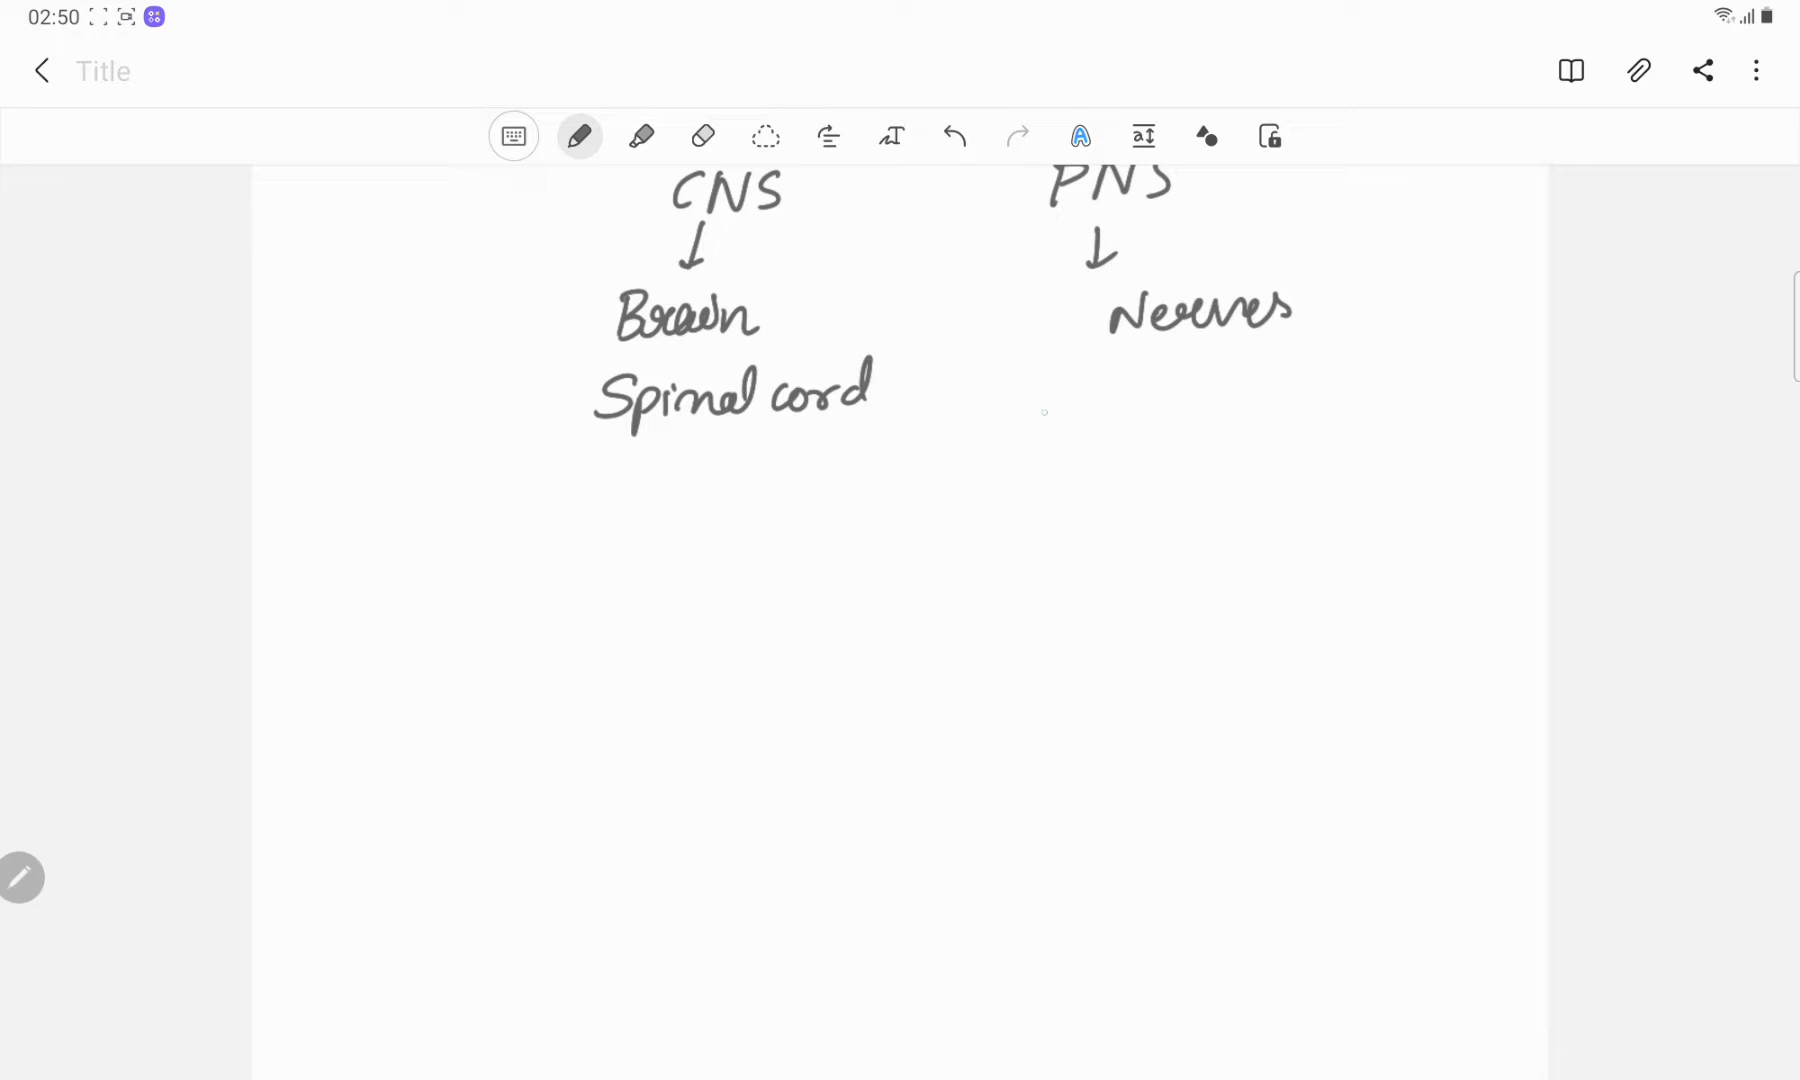 02:50
Title
CNS PNS
↓ ↓
Brain Nerves
Spinal cord